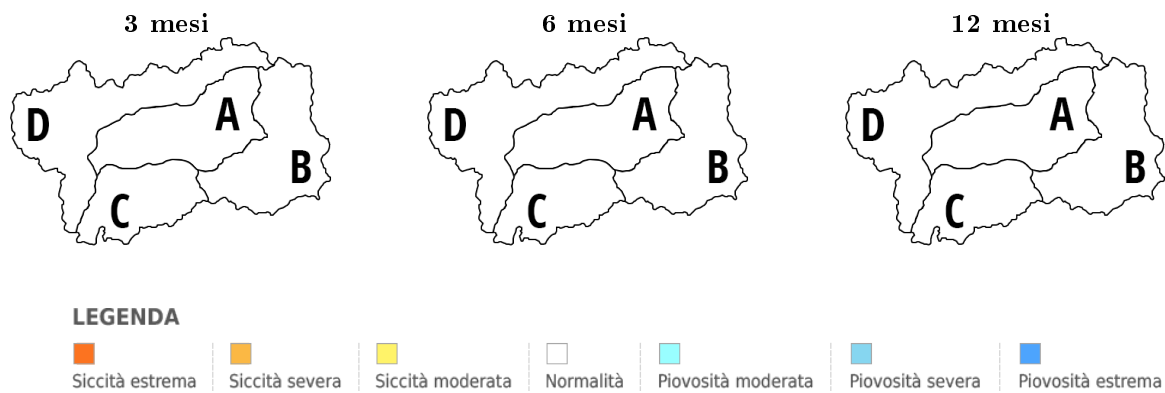 3 mesi 6 mesi 12 mesi
A A A
D D D
B B B
C C C
LEGENDA
Siccità estrema Siccità severa Siccità moderata Normalità Piovosità moderata Piovosità severa Piovosità estrema